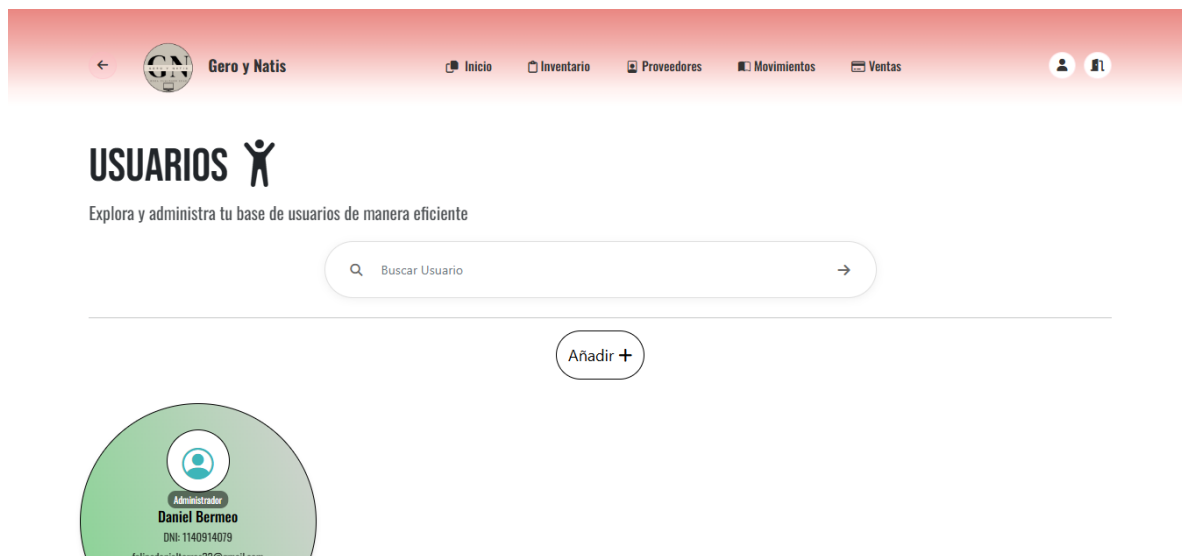 GN
Gero y Natis
Inicio
Inventario
Proveedores
Movimientos
Ventas
USUARIOS
Explora y administra tu base de usuarios de manera eficiente
Buscar Usuario
Añadir +
Administrador
Daniel Bermeo
DNI: 1140914079